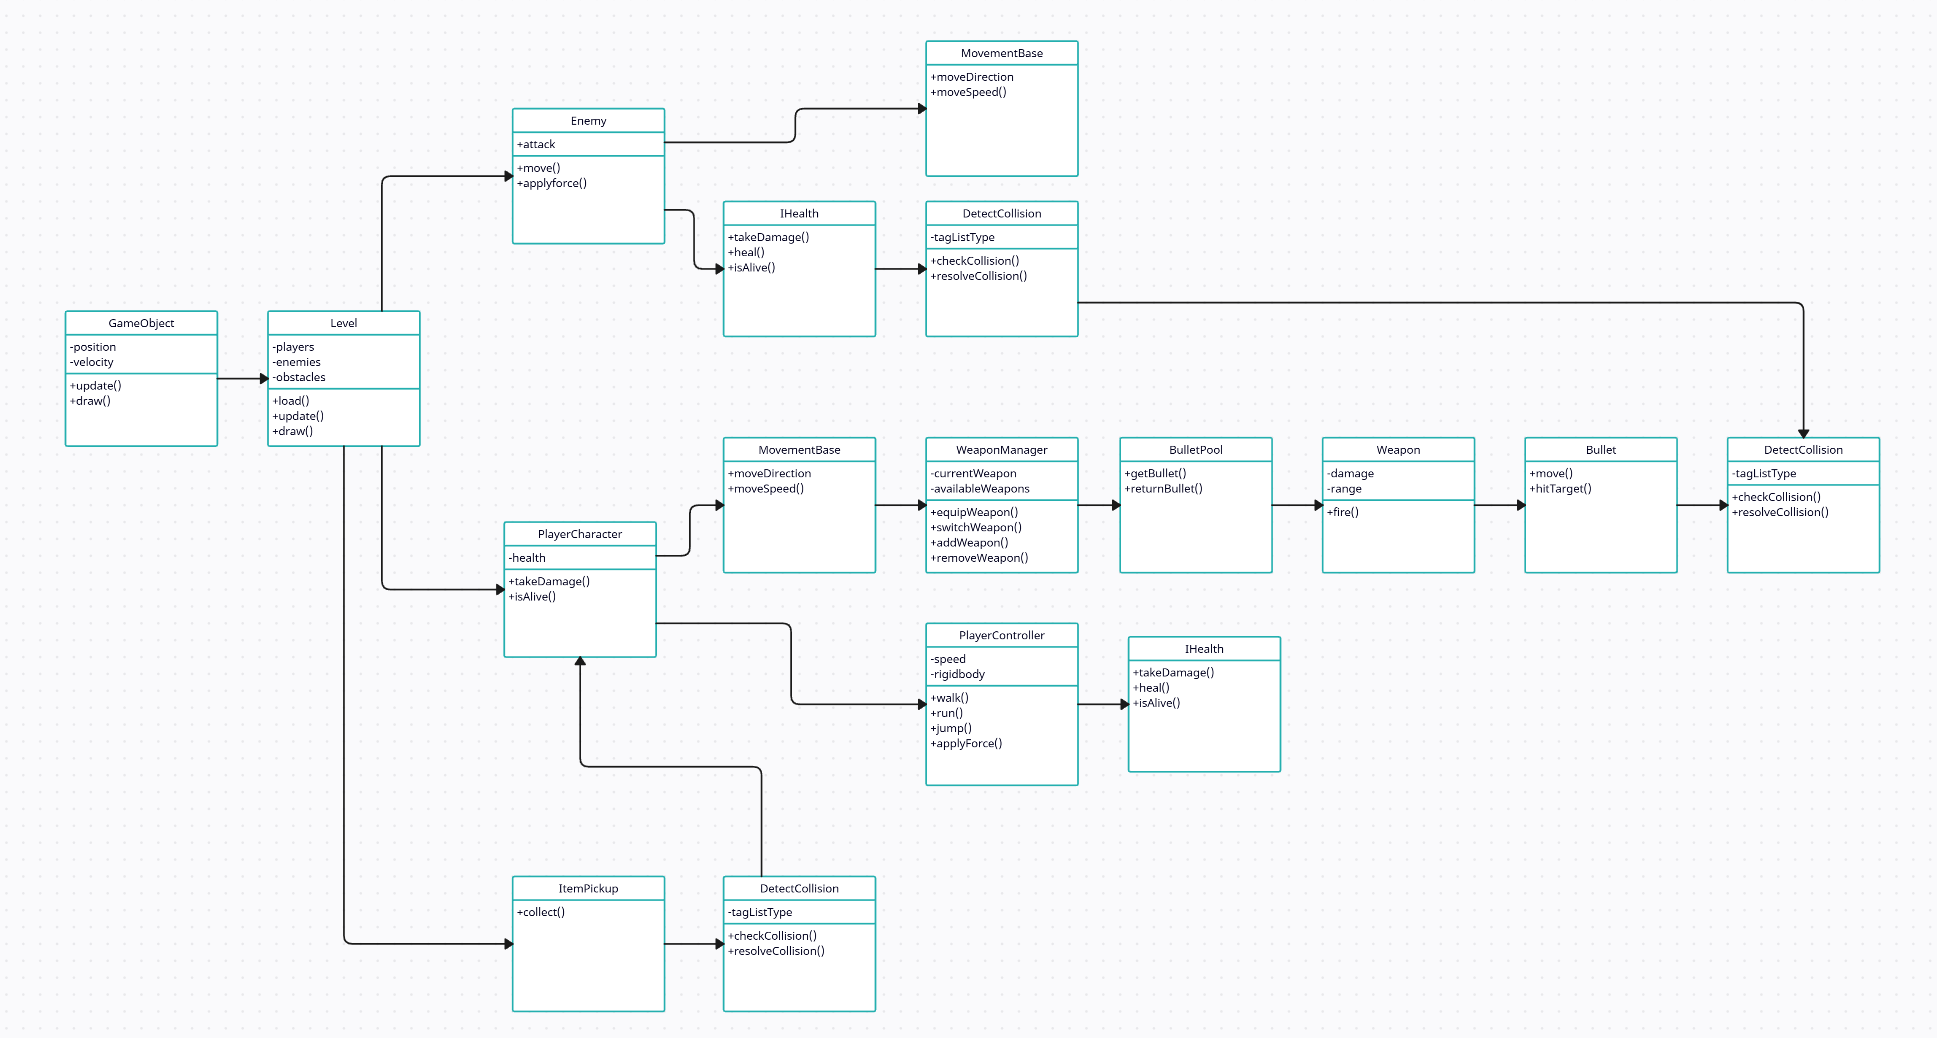 MovementBase
+moveDirection
+moveSpeed()
Enemy
+attack
+move()
+applyforce()
IHealth
+takeDamage()
+heal()
+isAlive()
DetectCollision
-tagListType
+checkCollision()
+resolveCollision()
GameObject
-position
-velocity
+update()
+draw()
Level
-players
-enemies
-obstacles
+load()
+update()
+draw()
MovementBase
+moveDirection
+moveSpeed()
WeaponManager
-currentWeapon
-availableWeapons
+equipWeapon()
+switchWeapon()
+addWeapon()
+removeWeapon()
BulletPool
+getBullet()
+returnBullet()
Weapon
-damage
-range
+fire()
Bullet
+move()
+hitTarget()
DetectCollision
-tagListType
+checkCollision()
+resolveCollision()
PlayerCharacter
-health
+takeDamage()
+isAlive()
PlayerController
-speed
-rigidbody
+walk()
+run()
+jump()
+applyForce()
IHealth
+takeDamage()
+heal()
+isAlive()
ItemPickup
+collect()
DetectCollision
-tagListType
+checkCollision()
+resolveCollision()